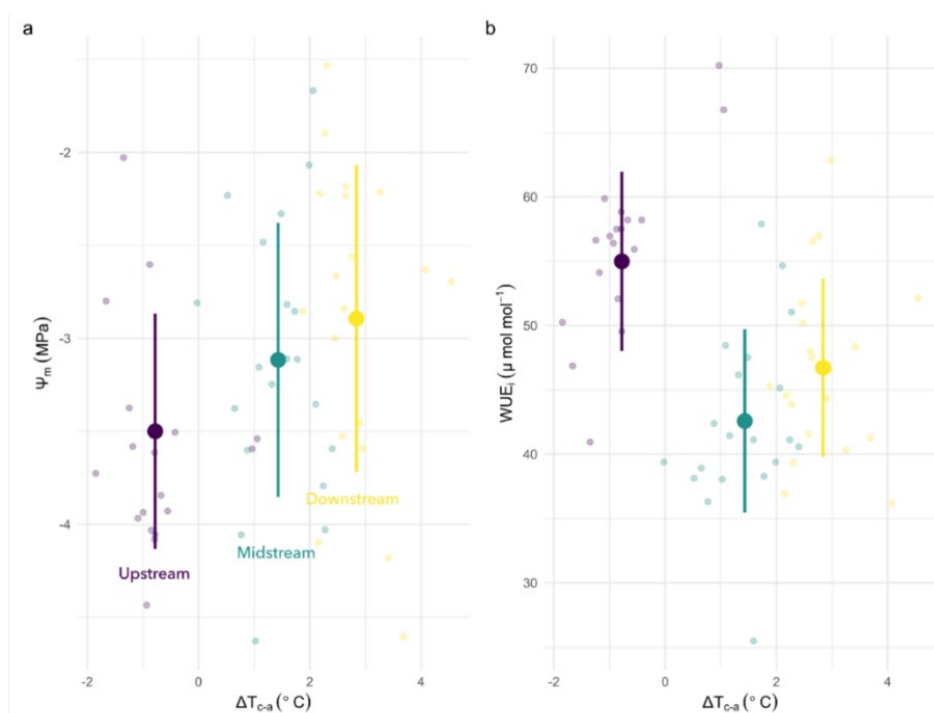 a
-2
-3
-4
Ψm (MPa)
Upstream
Midstream
Downstream
-2 0 2 4
ΔTc-a (° C)
b
70
60
50
40
30
WUEi (µ mol mol⁻¹)
-2 0 2 4
ΔTc-a (° C)